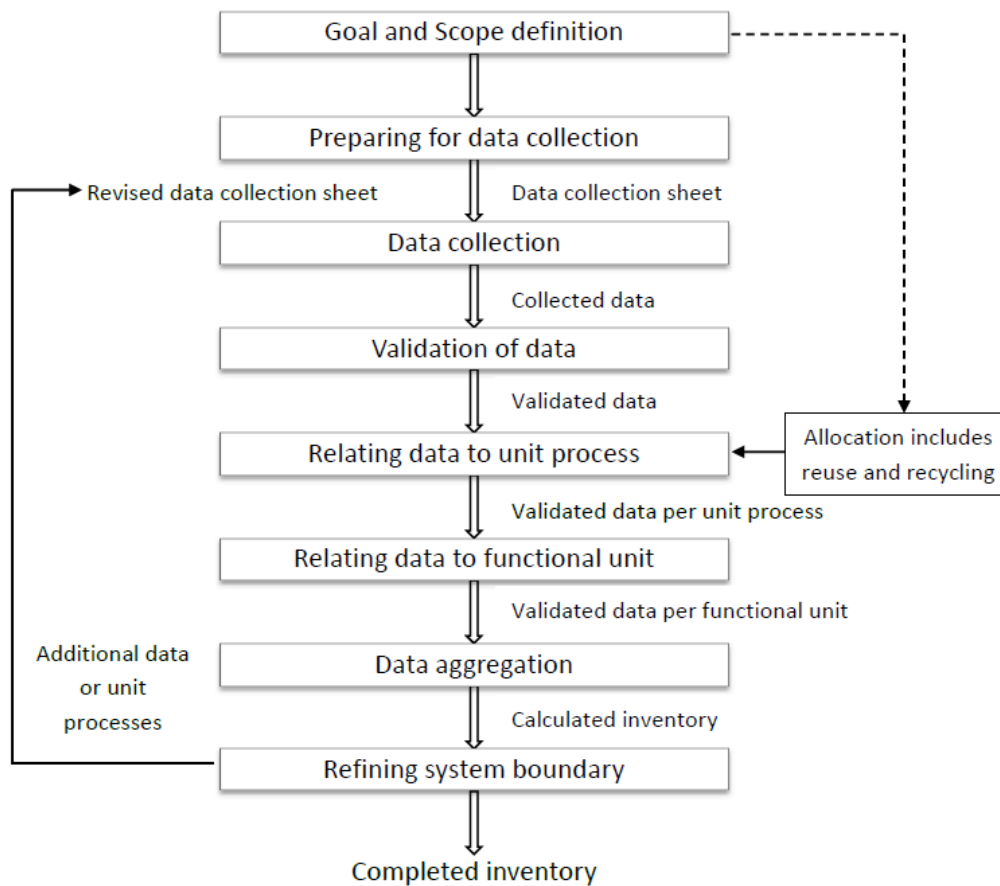 Goal and Scope definition
Preparing for data collection
Revised data collection sheet
Data collection sheet
Data collection
Collected data
Validation of data
Validated data
Allocation includes
reuse and recycling
Relating data to unit process
Validated data per unit process
Relating data to functional unit
Validated data per functional unit
Additional data
or unit
processes
Data aggregation
Calculated inventory
Refining system boundary
Completed inventory